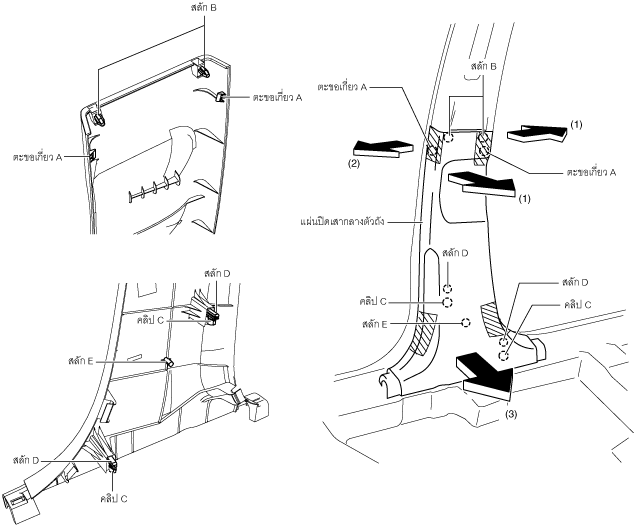 สลัก B
ตะขอเกี่ยว A
ตะขอเกี่ยว A
สลัก D
คลิป C
สลัก E
สลัก D
คลิป C
สลัก B
ตะขอเกี่ยว A
(1)
(2)
ตะขอเกี่ยว A
(1)
แผ่นปิดเสากลางตัวถัง
สลัก D
สลัก D
คลิป C
คลิป C
สลัก E
(3)